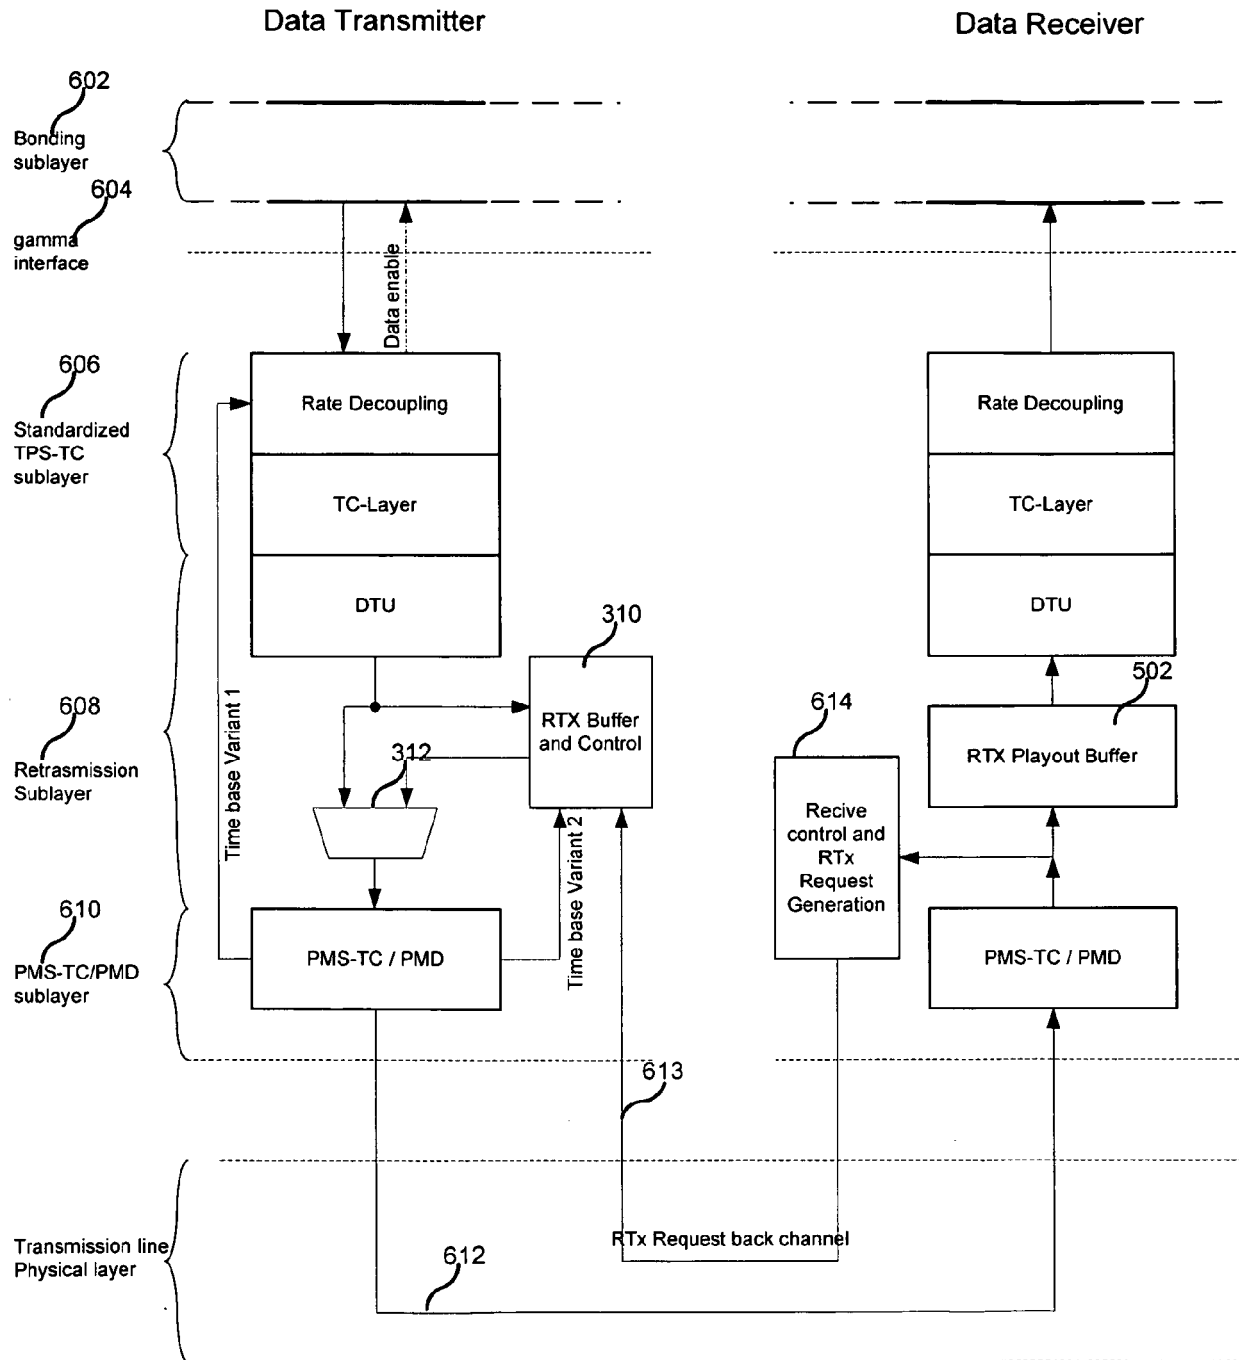 Data Transmitter
Data Receiver
602
Bonding
sublayer
604
gamma
interface
Data enable
606
Standardized
TPS-TC
sublayer
Rate Decoupling
TC-Layer
DTU
Rate Decoupling
TC-Layer
DTU
310
RTX Buffer
and Control
312
502
RTX Playout Buffer
614
Recive
control and
RTx
Request
Generation
608
Retrasmission
Sublayer
Time base Variant 1
Time base Variant 2
610
PMS-TC/PMD
sublayer
PMS-TC / PMD
PMS-TC / PMD
613
Transmission line
Physical layer
RTx Request back channel
612